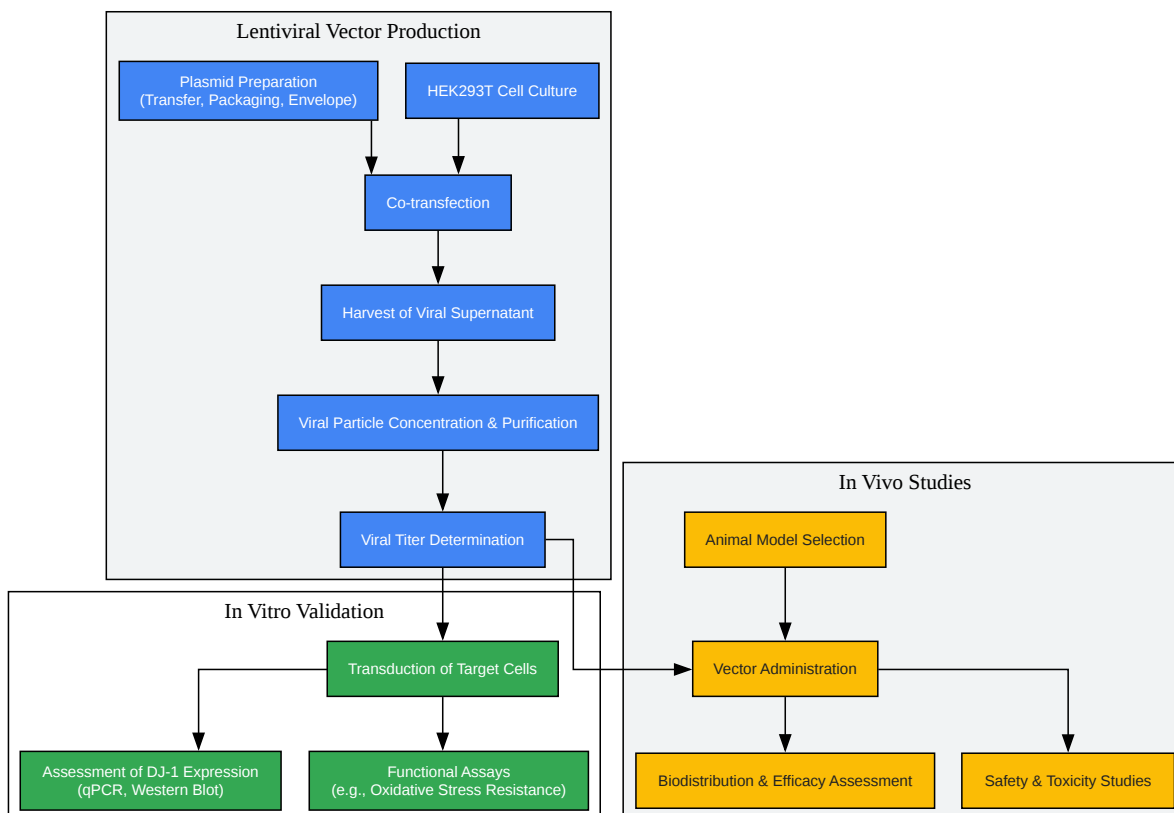 Lentiviral Vector Production
Plasmid Preparation
(Transfer, Packaging, Envelope)
HEK293T Cell Culture
Co-transfection
Harvest of Viral Supernatant
Viral Particle Concentration & Purification
Viral Titer Determination
In Vitro Validation
Transduction of Target Cells
Assessment of DJ-1 Expression
(qPCR, Western Blot)
Functional Assays
(e.g., Oxidative Stress Resistance)
In Vivo Studies
Animal Model Selection
Vector Administration
Biodistribution & Efficacy Assessment
Safety & Toxicity Studies